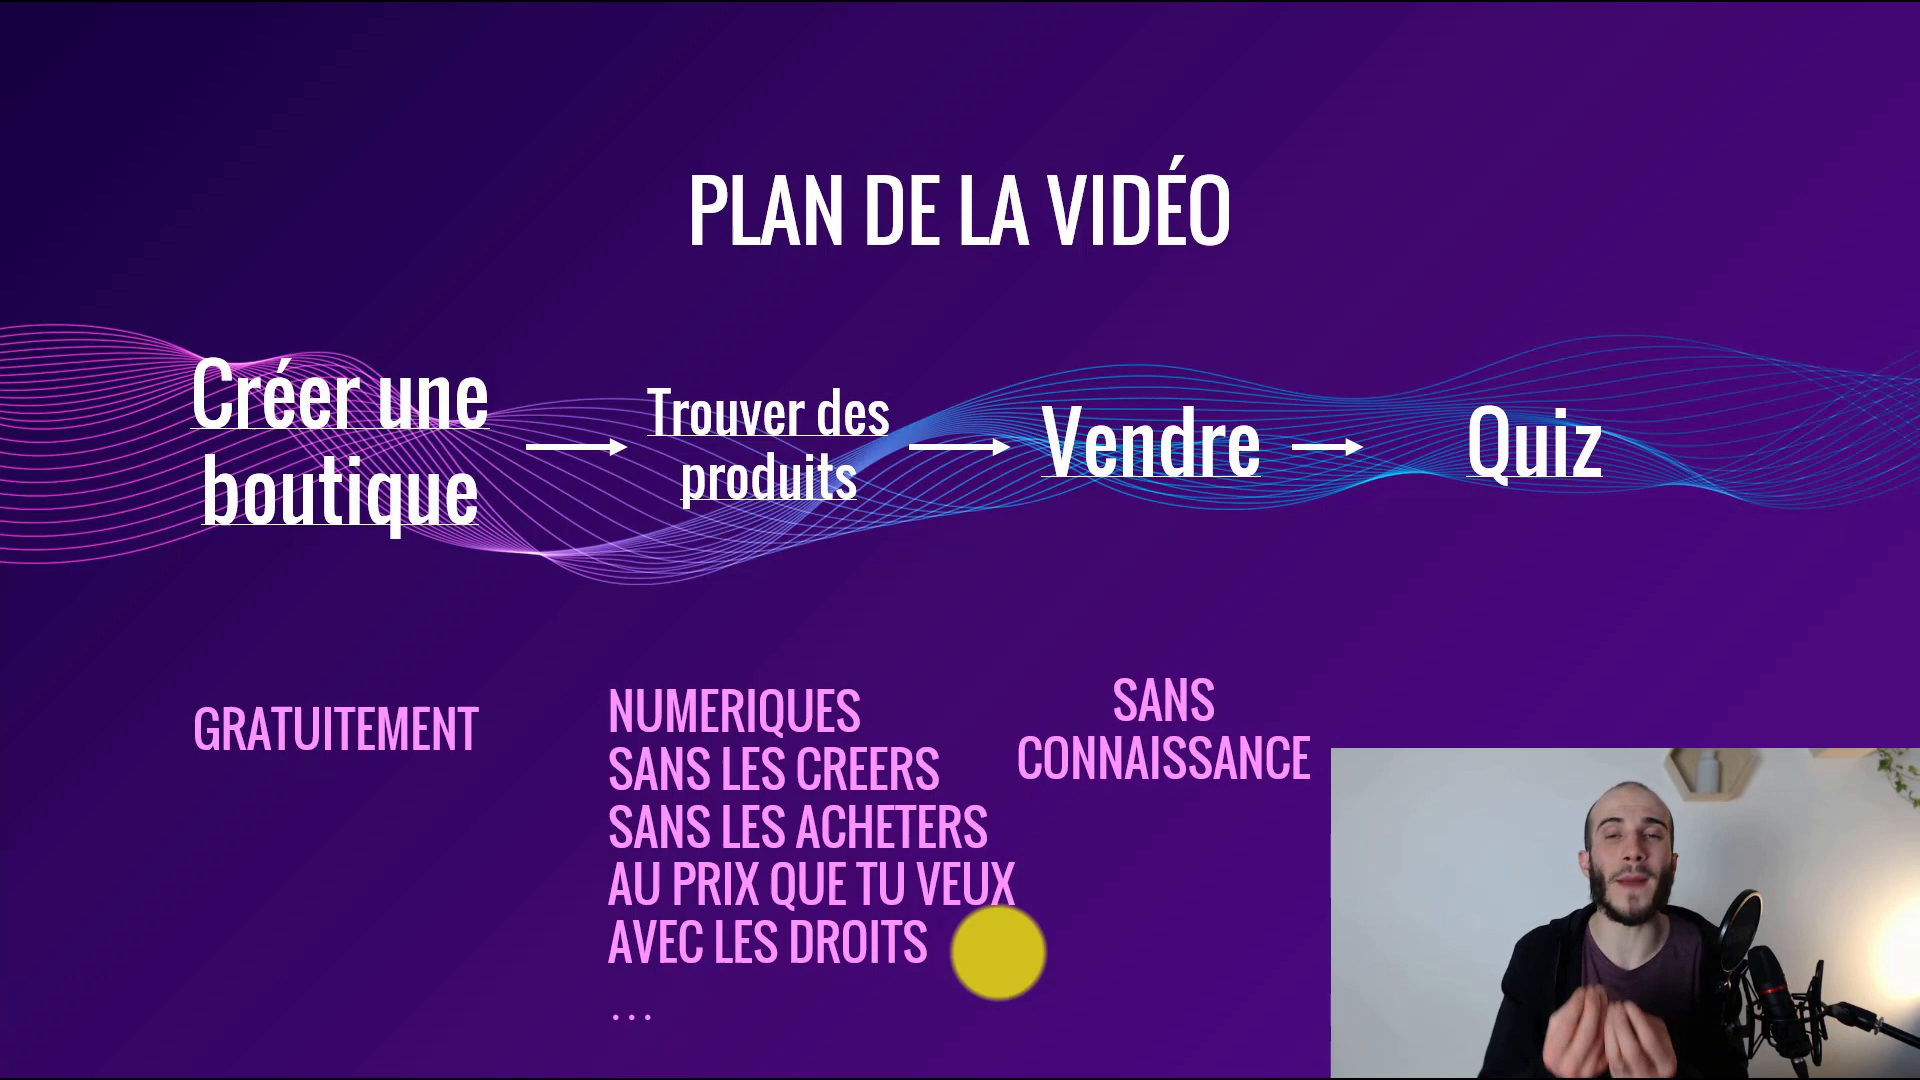 PLAN DE LA VIDÉO
Créer une
boutique
Trouver des
produits
Vendre
Quiz
GRATUITEMENT
NUMERIQUES
SANS LES CREERS
SANS LES ACHETERS
AU PRIX QUE TU VEUX
AVEC LES DROITS
...
SANS
CONNAISSANCE